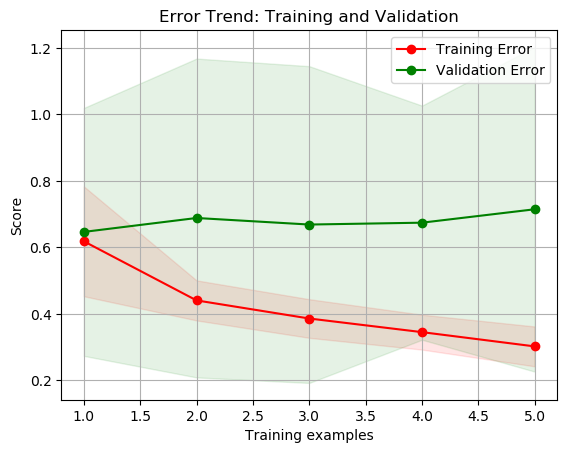 Error Trend: Training and Validation
Training Error
Validation Error
Score
1.2
1.0
0.8
0.6
0.4
0.2
1.0 1.5 2.0 2.5 3.0 3.5 4.0 4.5 5.0
Training examples